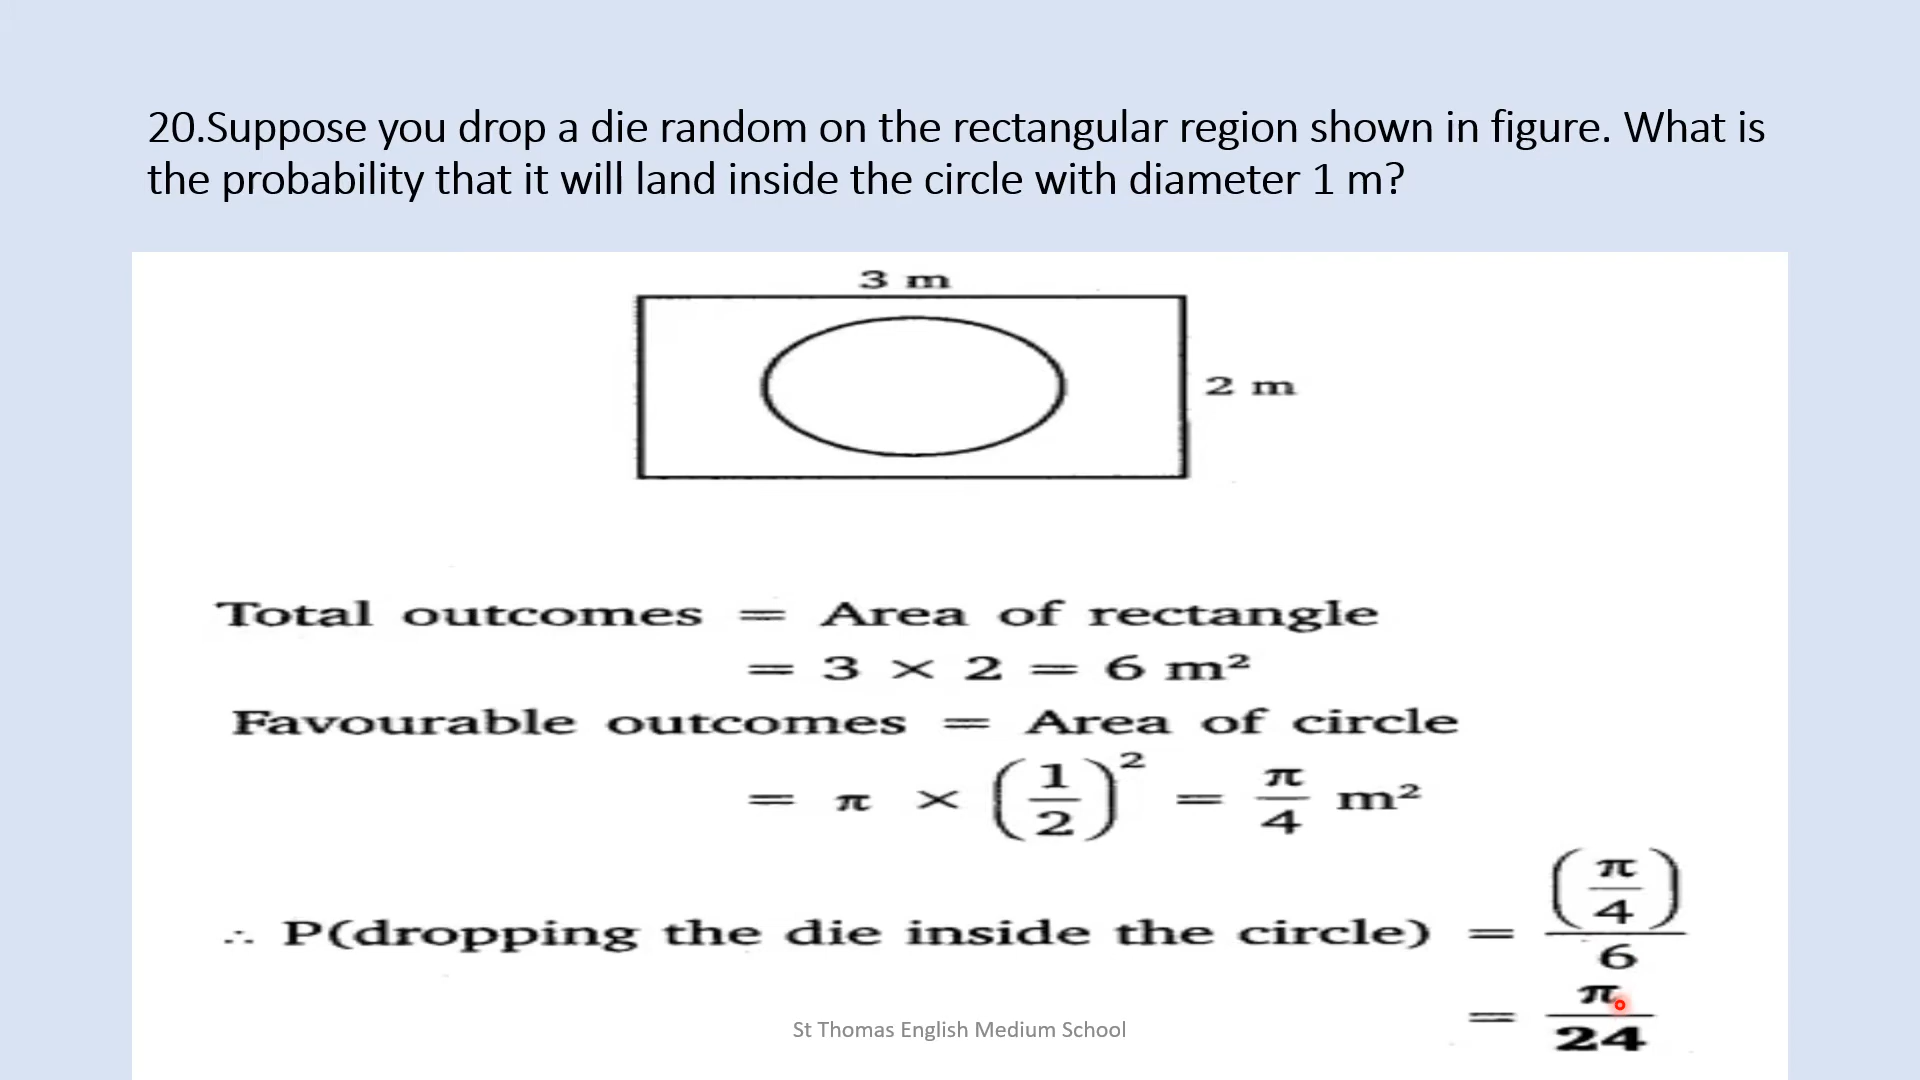 20.Suppose you drop a die random on the rectangular region shown in figure. What is
the probability that it will land inside the circle with diameter 1 m?
3 m
2 m
Total outcomes = Area of rectangle
= 3 × 2 = 6 m²
Favourable outcomes = Area of circle
= π × (1/2)² = π/4 m²
∴ P(dropping the die inside the circle) = (π/4)/6
= π/24
St Thomas English Medium School